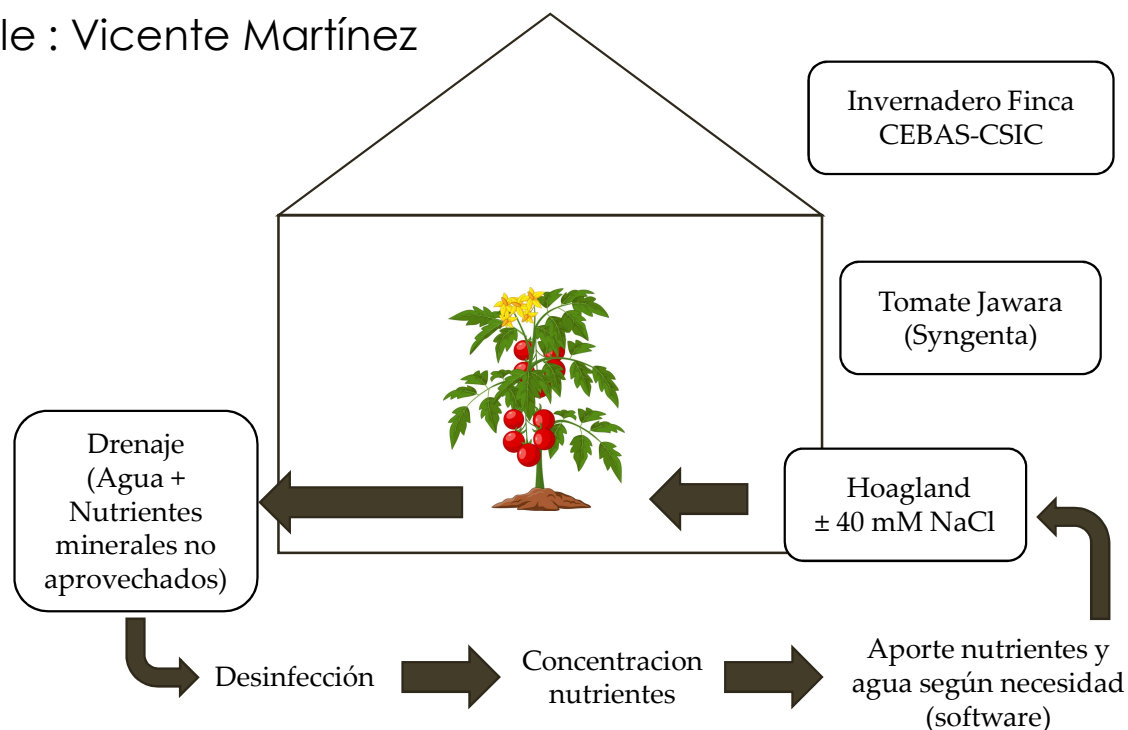 le : Vicente Martínez
Invernadero Finca
CEBAS-CSIC
Tomate Jawara
(Syngenta)
Hoagland
± 40 mM NaCl
Drenaje
(Agua +
Nutrientes
minerales no
aprovechados)
Desinfección
Concentracion
nutrientes
Aporte nutrientes y
agua según necesidad
(software)